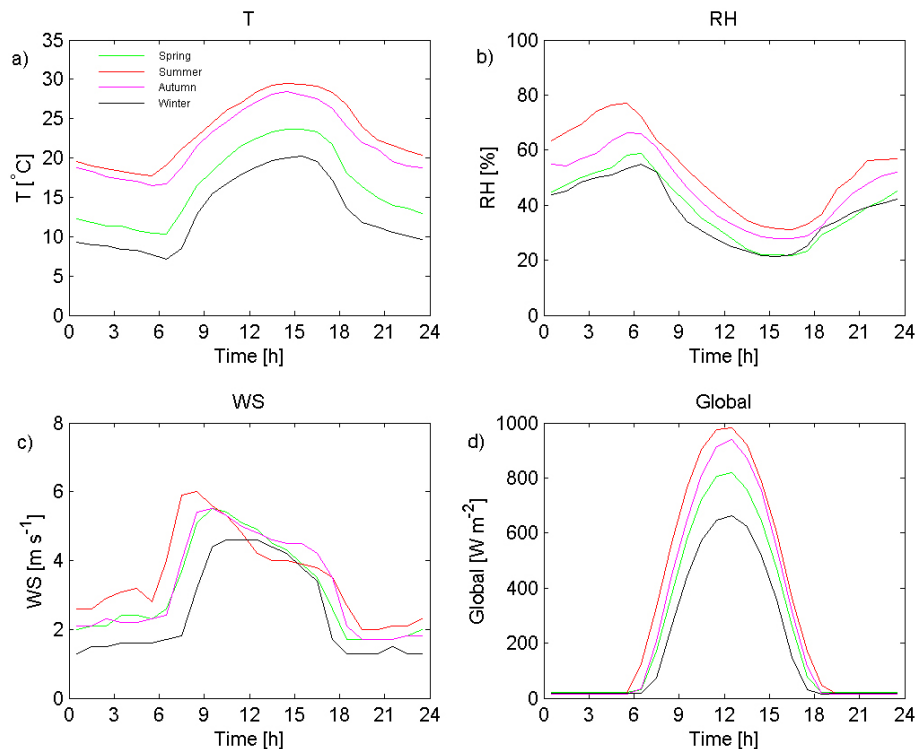 T
a)
T [°C]
35
30
25
20
15
10
5
0
Spring
Summer
Autumn
Winter
0 3 6 9 12 15 18 21 24
Time [h]
RH
b)
RH [%]
100
80
60
40
20
0
0 3 6 9 12 15 18 21 24
Time [h]
WS
c)
WS [m s⁻¹]
8
6
4
2
0
0 3 6 9 12 15 18 21 24
Time [h]
Global
d)
Global [W m⁻²]
1000
800
600
400
200
0
0 3 6 9 12 15 18 21 24
Time [h]